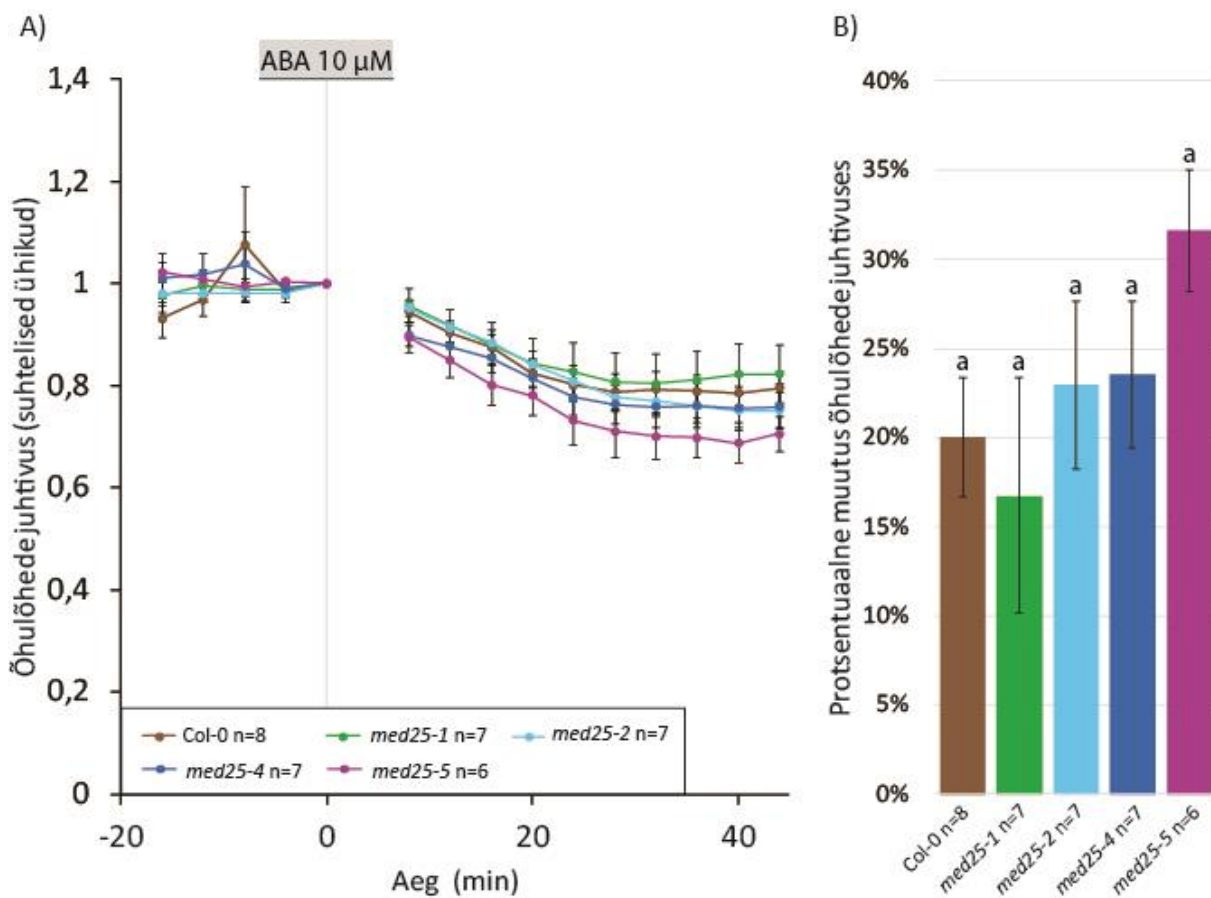 A)
ABA 10 µM
Õhulõhede juhtivus (suhtelised ühikud)
1,4
1,2
1
0,8
0,6
0,4
0,2
0
Col-0 n=8
med25-1 n=7
med25-2 n=7
med25-4 n=7
med25-5 n=6
-20
0
20
40
Aeg (min)
B)
Protsentuaalne muutus õhulõhede juhtivuses
40%
35%
30%
25%
20%
15%
10%
5%
0%
a
a
a
a
a
Col-0 n=8
med25-1 n=7
med25-2 n=7
med25-4 n=7
med25-5 n=6